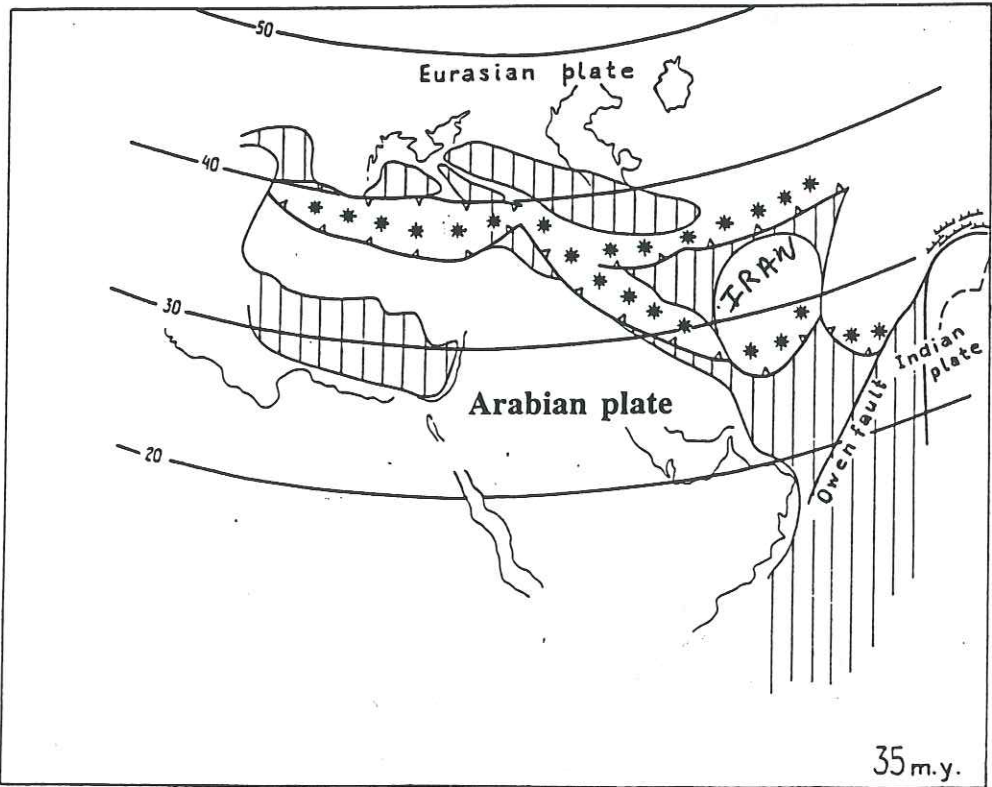 50
Eurasian plate
40
IRAN
30
Indian
plate
Arabian plate
Owen fault
20
35 m.y.